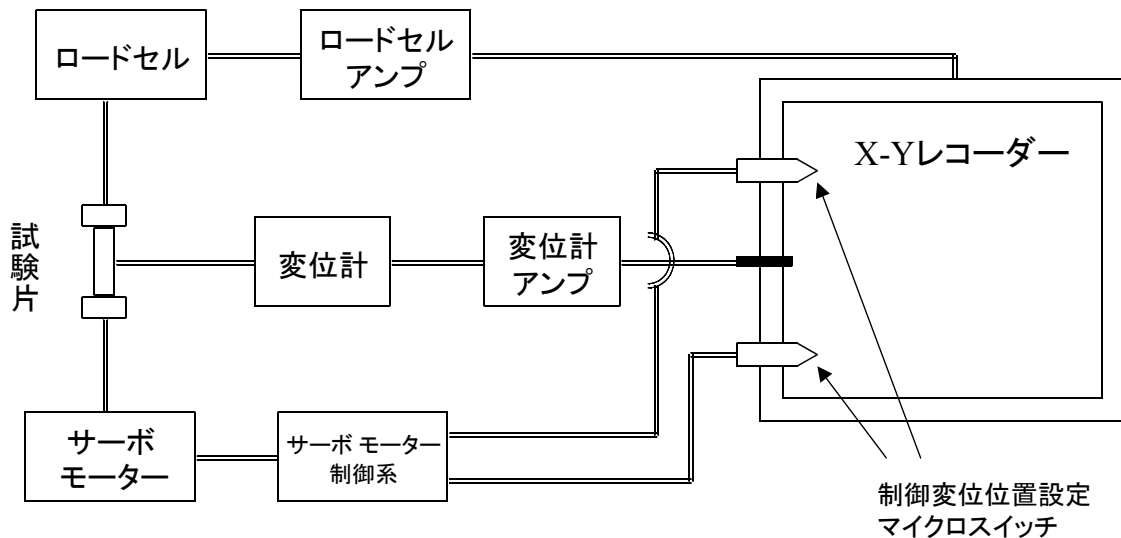 ロードセル
ロードセル
アンプ
X-Yレコーダー
試験片
変位計
変位計
アンプ
サーボ
モーター
サーボ モーター
制御系
制御変位位置設定
マイクロスイッチ